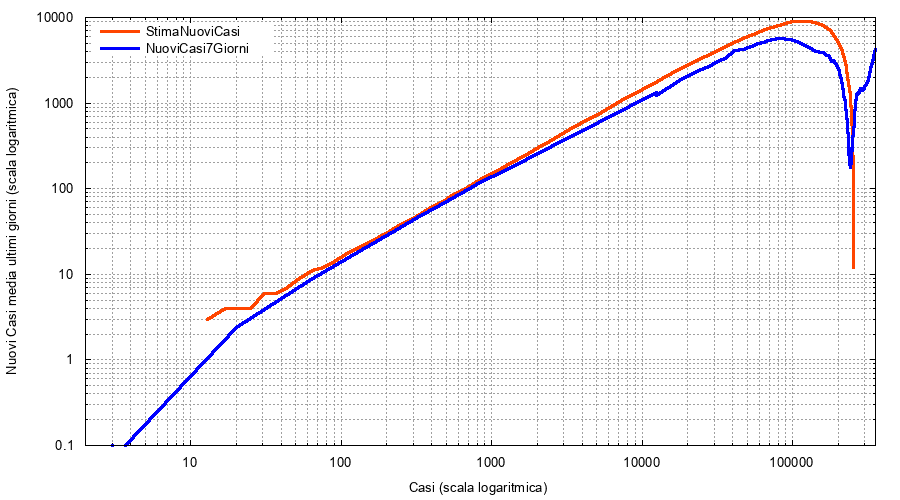 StimaNuoviCasi
NuoviCasi7Giorni
Nuovi Casi media ultimi giorni (scala logaritmica)
10000
1000
100
10
1
0.1
10
100
1000
10000
100000
Casi (scala logaritmica)